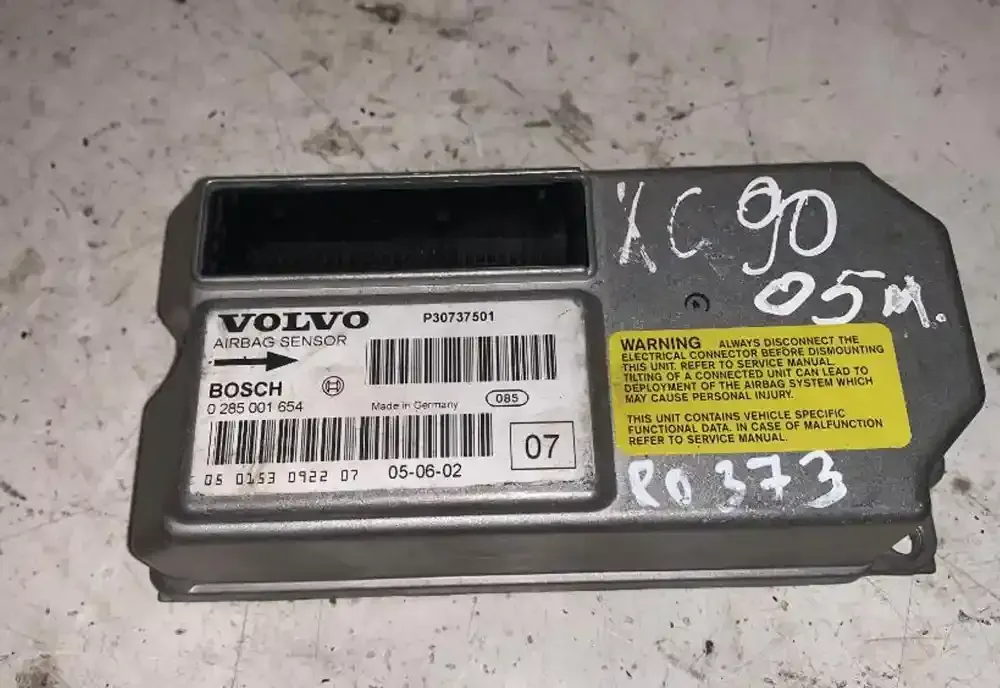 XC 90
05 м.
VOLVO
P30737501
AIRBAG SENSOR
BOSCH
0 285 001 654
Made in Germany
085
07
05 0153 0922 07
05-06-02
WARNING ALWAYS DISCONNECT THE
ELECTRICAL CONNECTOR BEFORE DISMOUNTING
THIS UNIT. REFER TO SERVICE MANUAL.
TILTING OF A CONNECTED UNIT CAN LEAD TO
DEPLOYMENT OF THE AIRBAG SYSTEM WHICH
MAY CAUSE PERSONAL INJURY.
THIS UNIT CONTAINS VEHICLE SPECIFIC
FUNCTIONAL DATA. IN CASE OF MALFUNCTION
REFER TO SERVICE MANUAL.
P0373